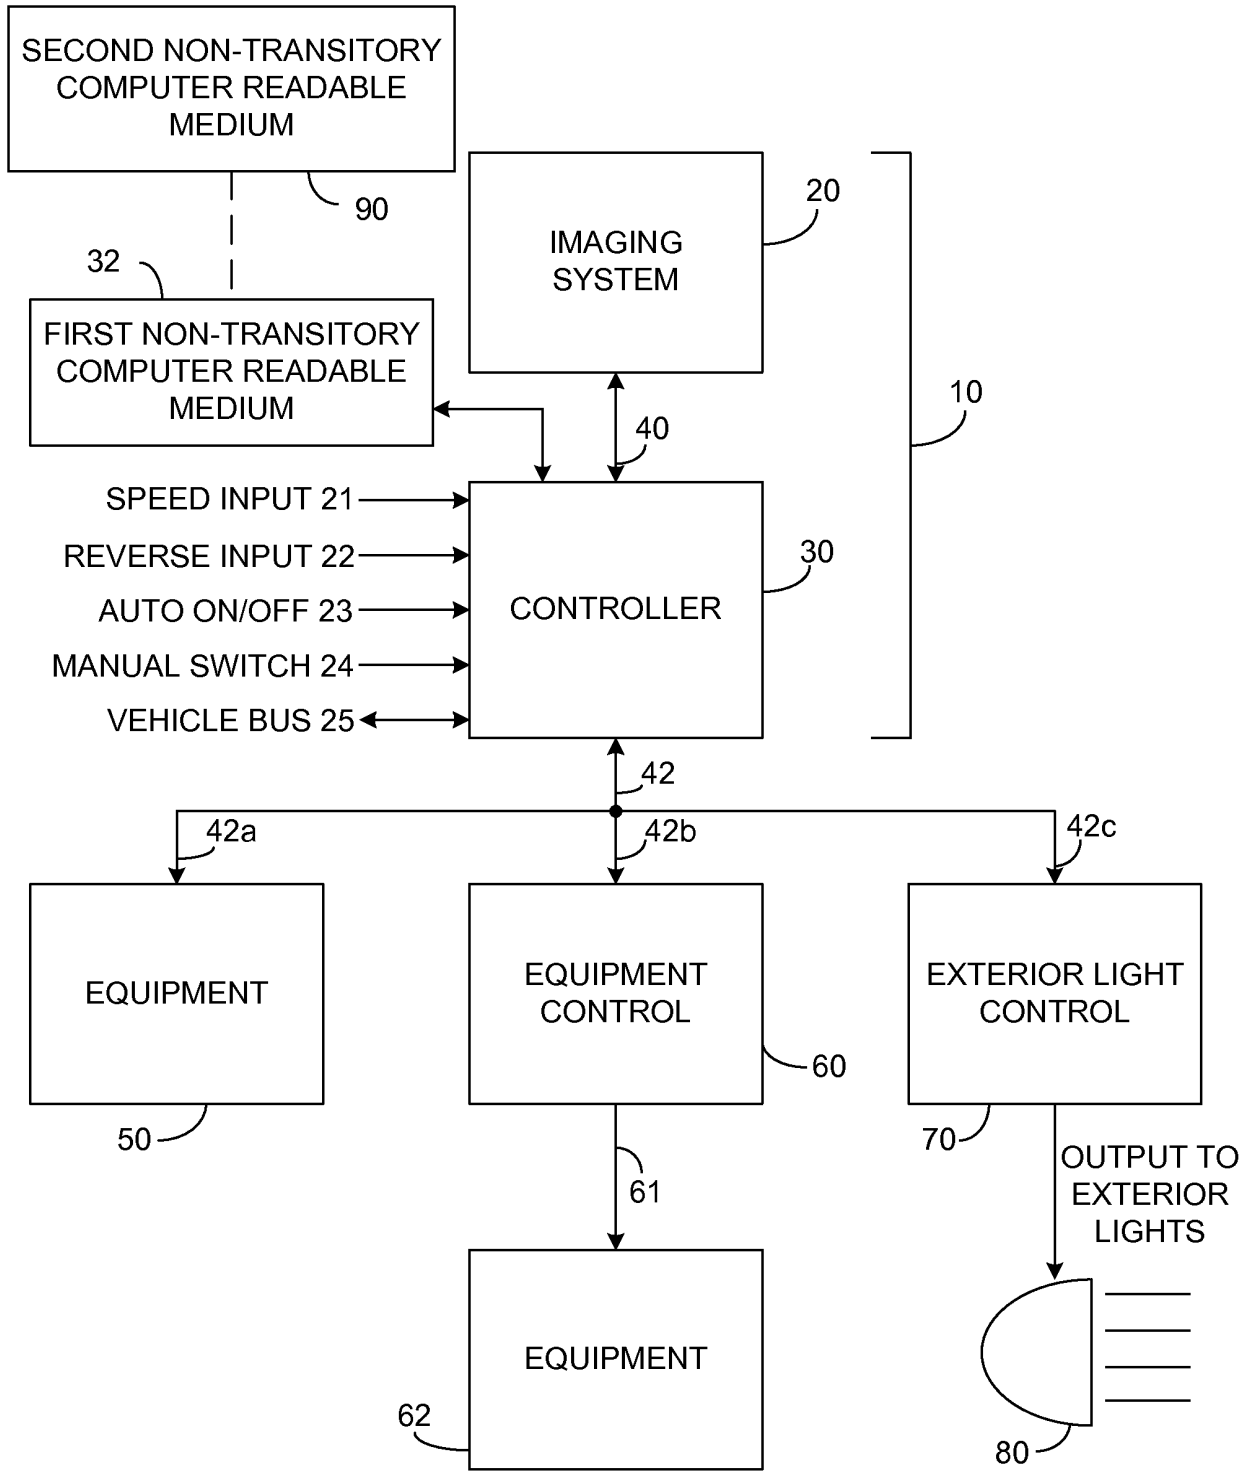 SECOND NON-TRANSITORY
COMPUTER READABLE
MEDIUM
90
20
IMAGING
SYSTEM
32
FIRST NON-TRANSITORY
COMPUTER READABLE
MEDIUM
10
40
SPEED INPUT 21
REVERSE INPUT 22
AUTO ON/OFF 23
MANUAL SWITCH 24
VEHICLE BUS 25
CONTROLLER
30
42
42a
42b
42c
EQUIPMENT
50
EQUIPMENT
CONTROL
60
EXTERIOR LIGHT
CONTROL
70
61
OUTPUT TO
EXTERIOR
LIGHTS
EQUIPMENT
62
80